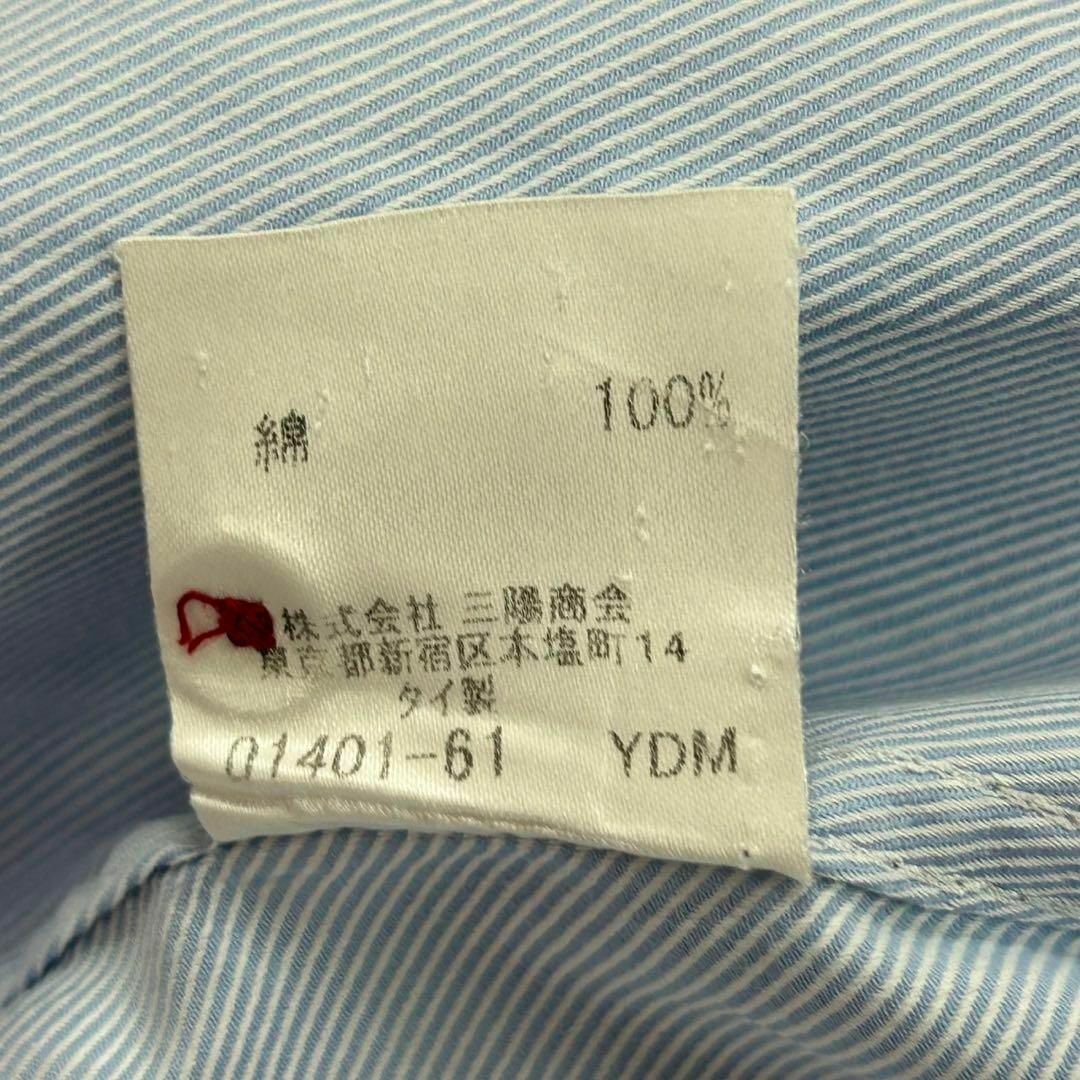 綿 100%
株式会社 三陽商会
東京都新宿区本塩町14
タイ製
01401-61 YDM